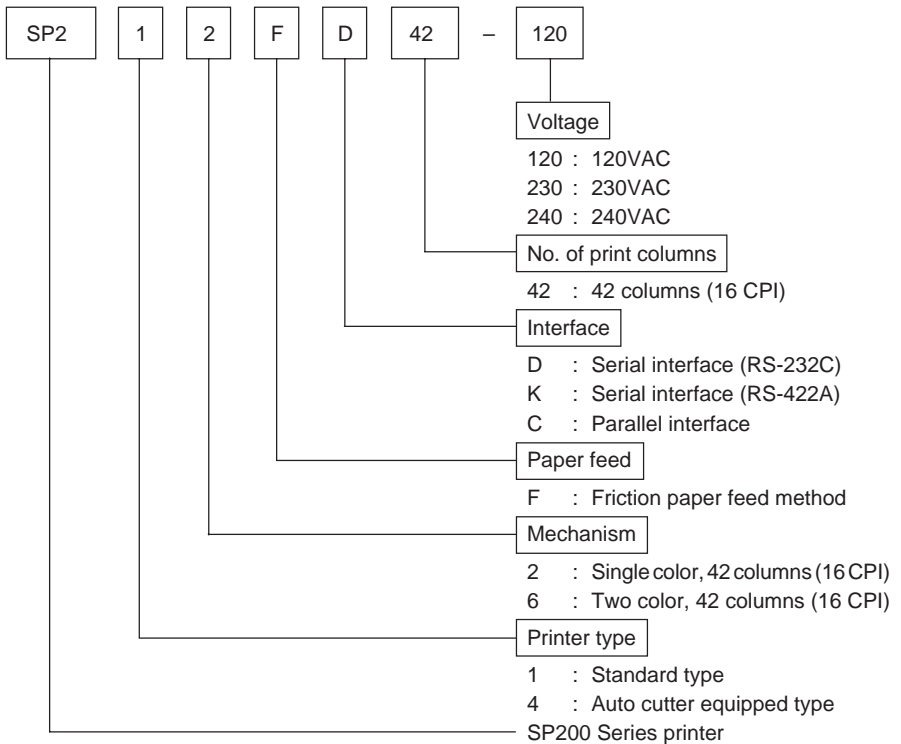 SP2 1 2 F D 42 – 120
Voltage
120 : 120VAC
230 : 230VAC
240 : 240VAC
No. of print columns
42 : 42 columns (16 CPI)
Interface
D : Serial interface (RS-232C)
K : Serial interface (RS-422A)
C : Parallel interface
Paper feed
F : Friction paper feed method
Mechanism
2 : Single color, 42 columns (16 CPI)
6 : Two color, 42 columns (16 CPI)
Printer type
1 : Standard type
4 : Auto cutter equipped type
SP200 Series printer